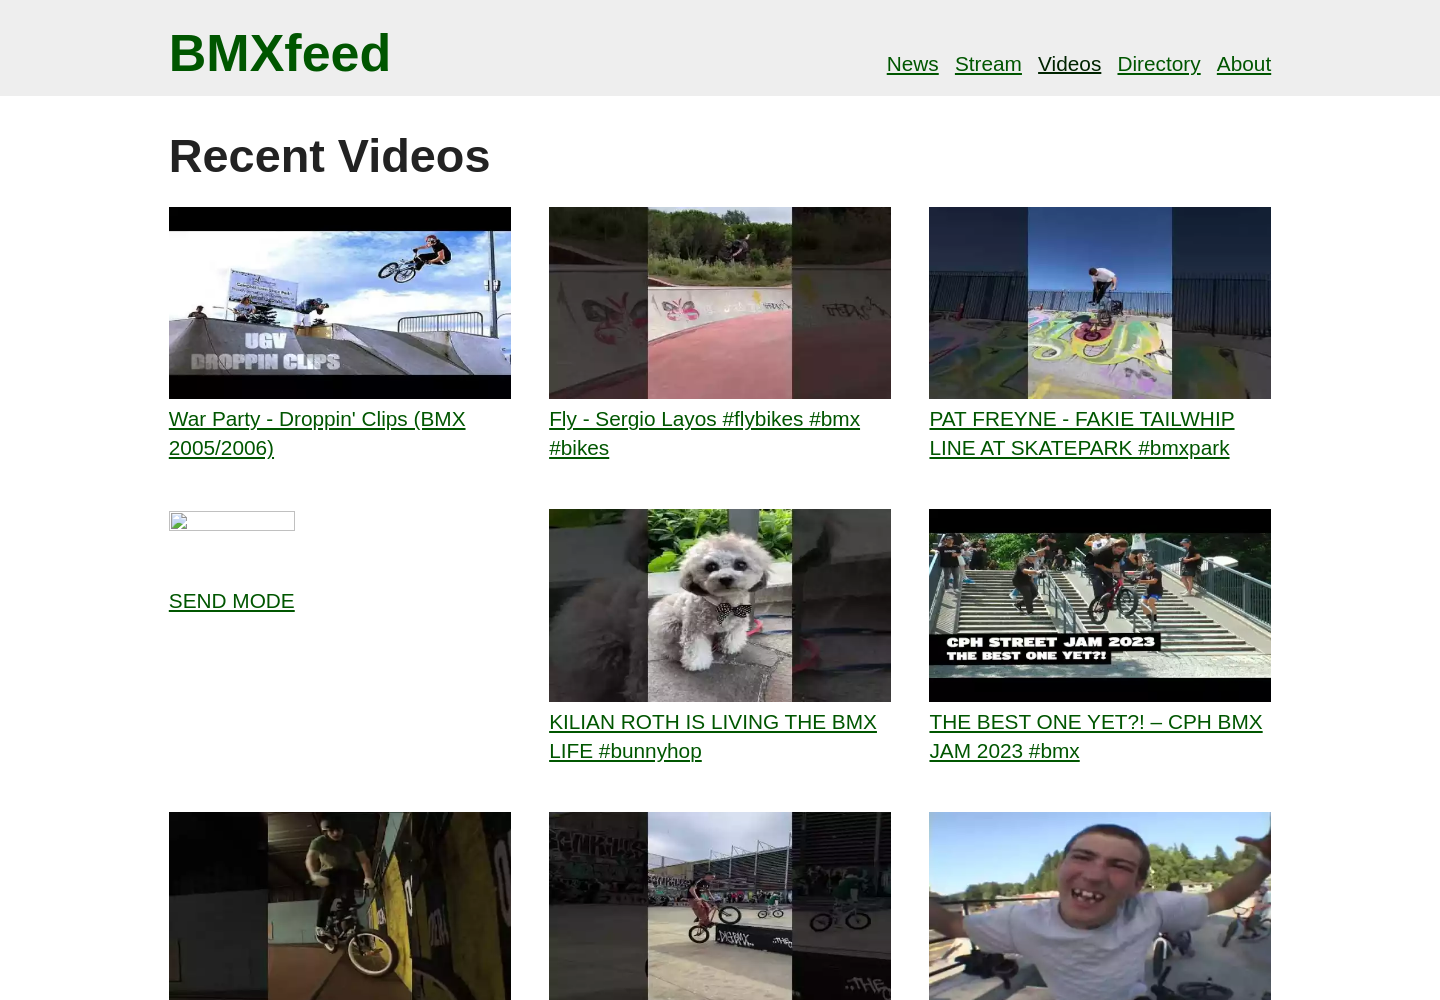 BMXfeed
News Stream Videos Directory About
Recent Videos
UGV
DROPPIN CLIPS
War Party - Droppin' Clips (BMX
2005/2006)
Fly - Sergio Layos #flybikes #bmx
#bikes
PAT FREYNE - FAKIE TAILWHIP
LINE AT SKATEPARK #bmxpark
SEND MODE
CPH STREET JAM 2023
THE BEST ONE YET?!
KILIAN ROTH IS LIVING THE BMX
LIFE #bunnyhop
THE BEST ONE YET?! – CPH BMX
JAM 2023 #bmx
DIGBMX